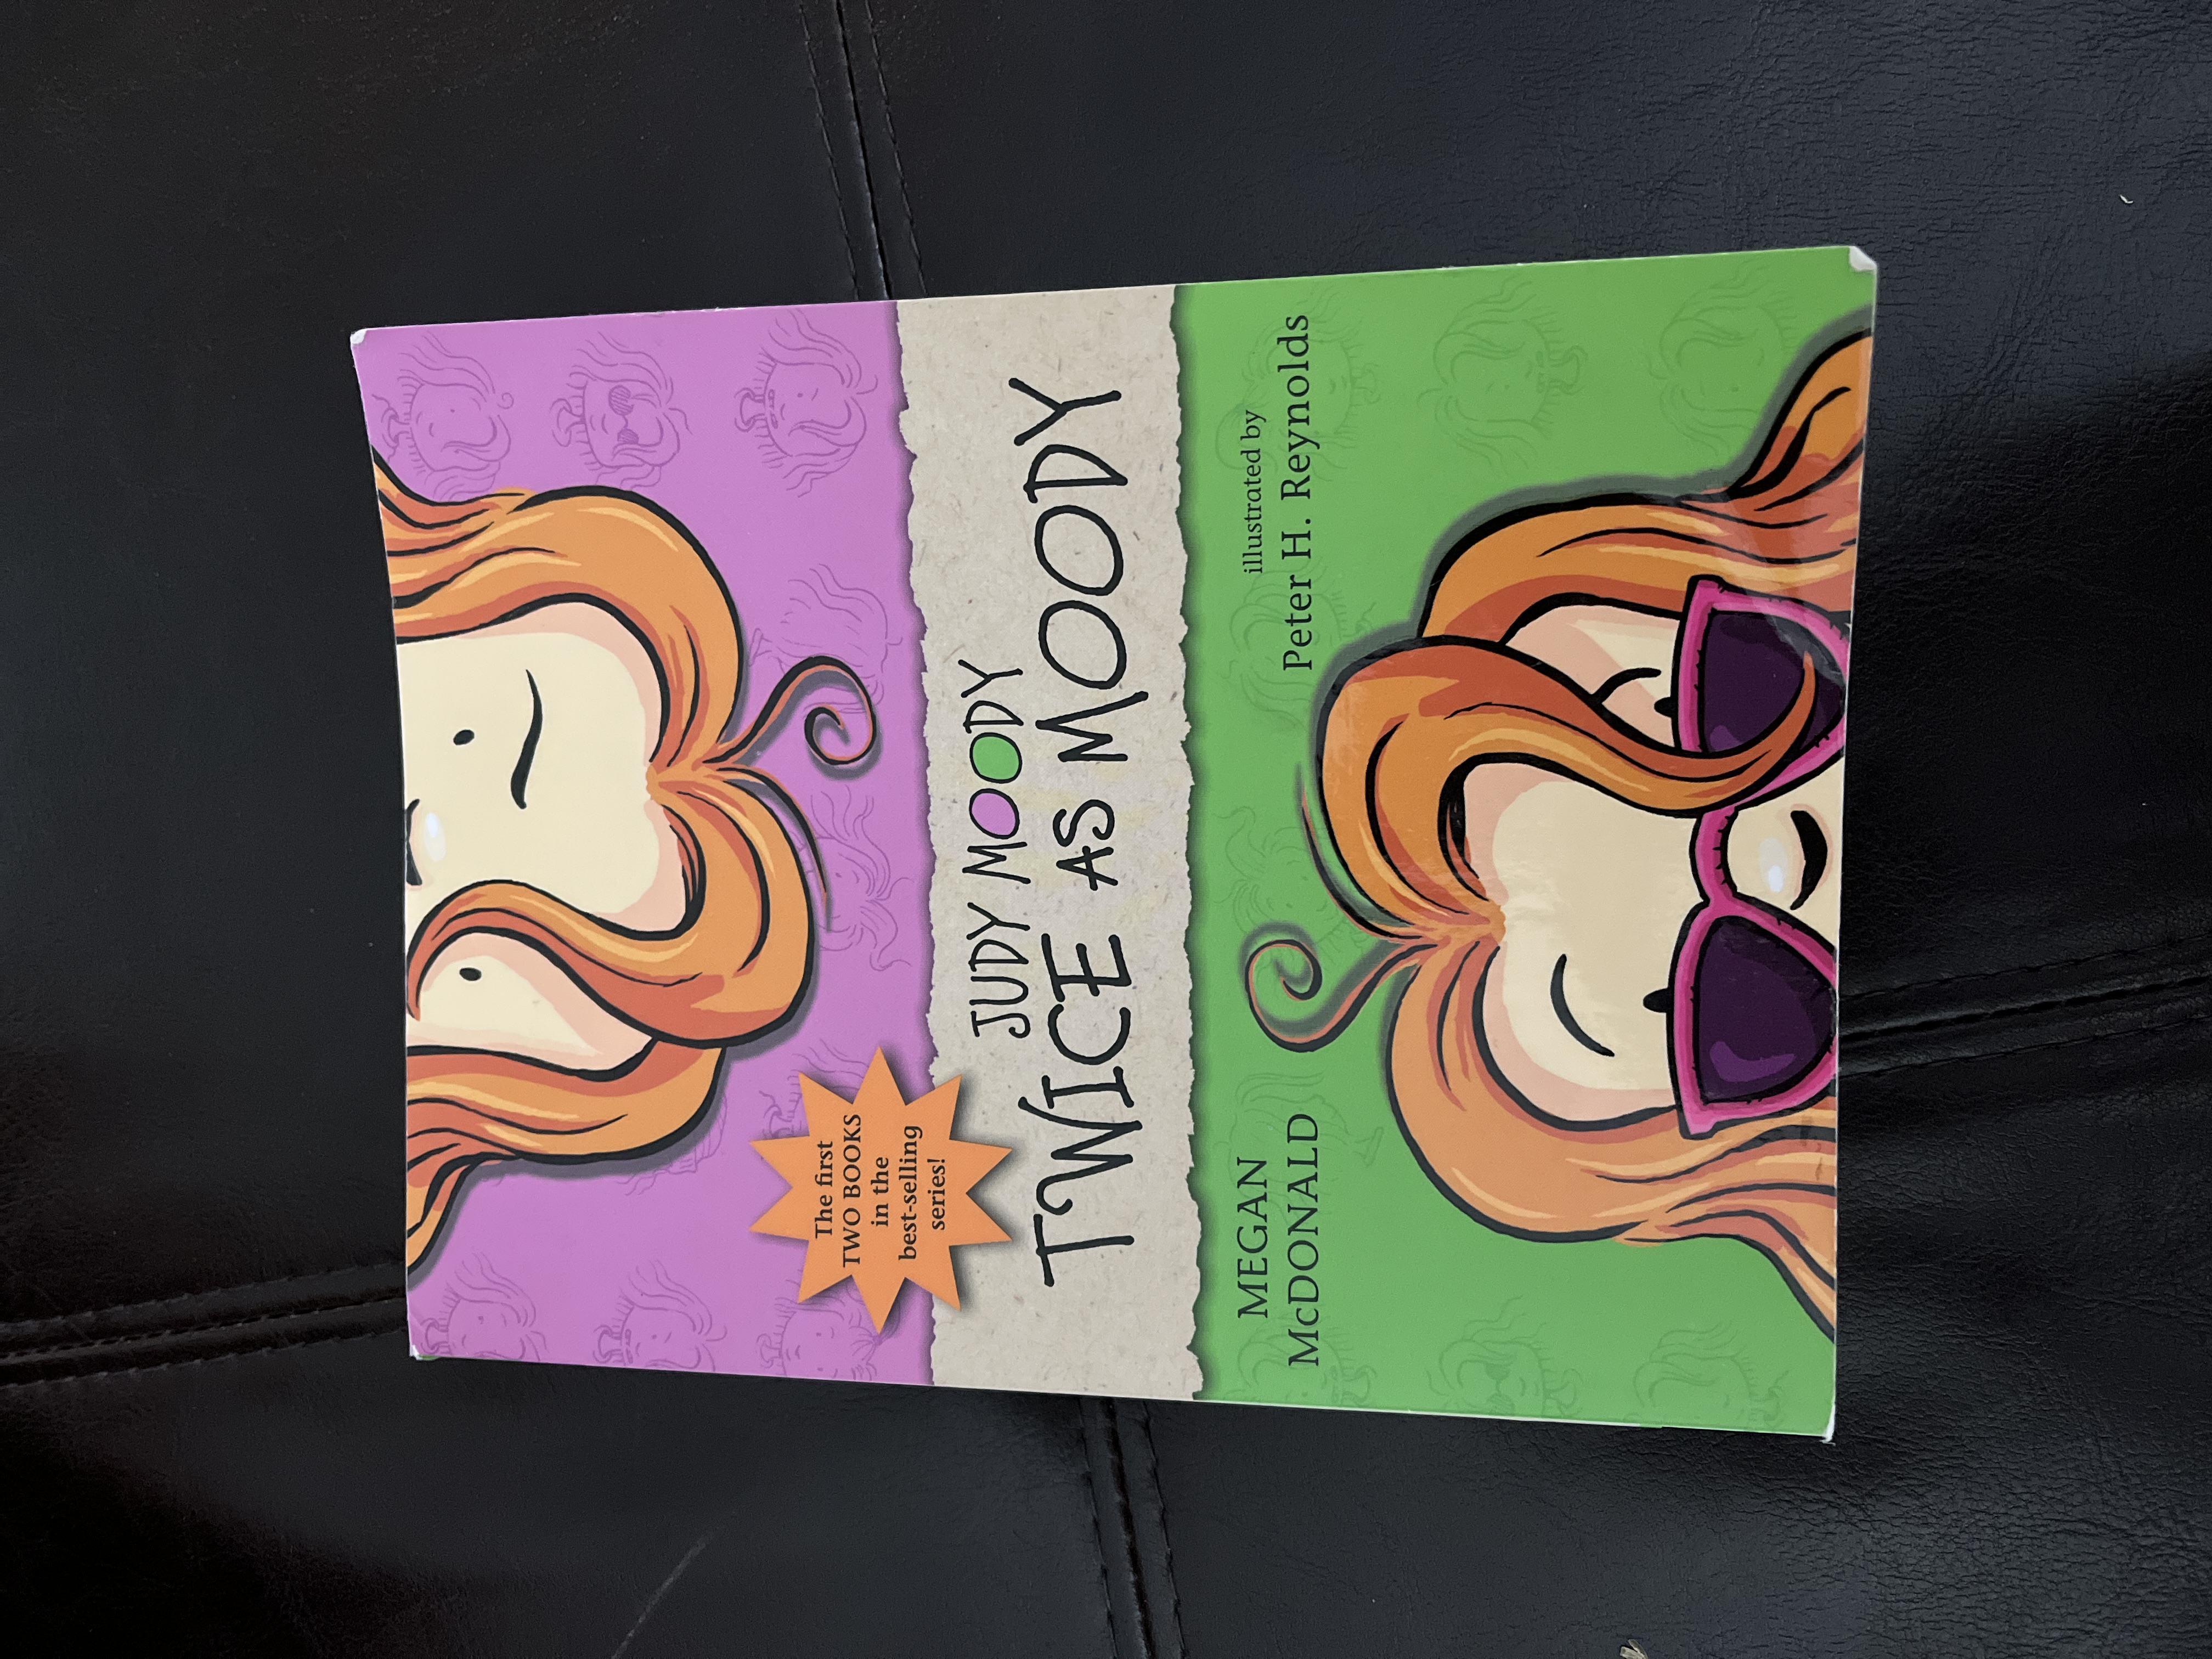 The first
TWO BOOKS
in the
best-selling
series!
JUDY MOODY
TWICE AS MOODY
MEGAN
McDONALD
illustrated by
Peter H. Reynolds